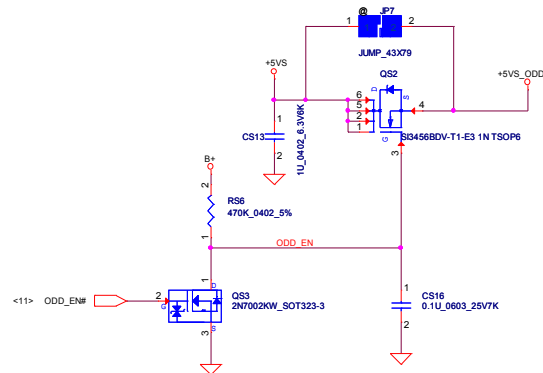 @ JP7
1 2
JUMP_43X79
+5VS
QS2
+5VS_ODD
D
S
6
5
2
1
4
G
3
SI3456BDV-T1-E3 1N TSOP6
1
CS13
2
1U_0402_6.3V6K
B+
2
RS6
470K_0402_5%
1
ODD_EN
1
D
QS3
2N7002KW_SOT323-3
<11> ODD_EN#
2
G
S
3
1
CS16
0.1U_0603_25V7K
2